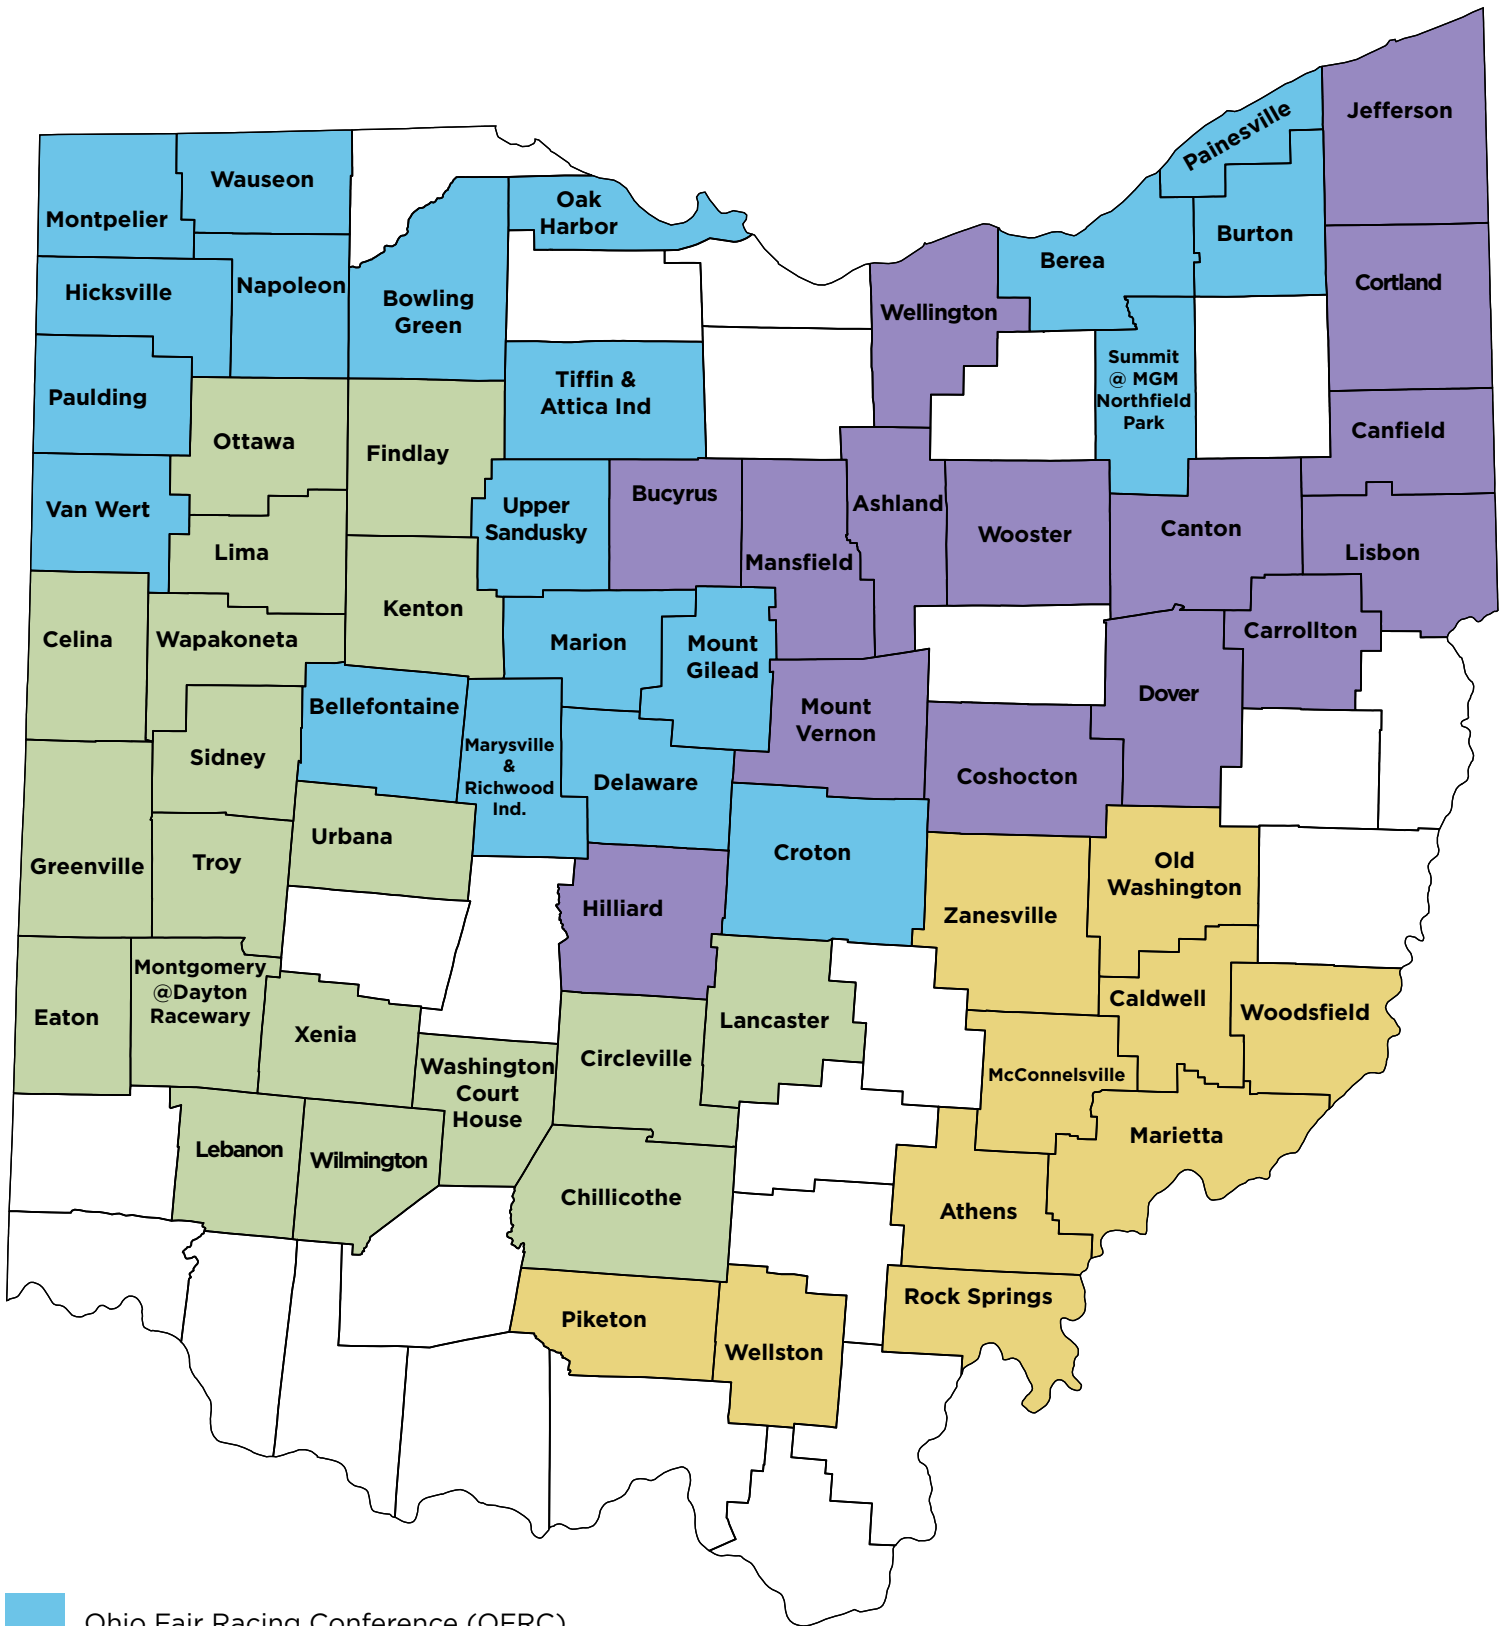 Jefferson
Painesville
Wauseon
Oak
Harbor
Montpelier
Burton
Berea
Cortland
Napoleon
Hicksville
Bowling
Green
Wellington
Summit
@ MGM
Northfield
Park
Tiffin &
Attica Ind
Paulding
Canfield
Ottawa
Findlay
Bucyrus
Ashland
Van Wert
Upper
Sandusky
Canton
Wooster
Lisbon
Lima
Mansfield
Kenton
Carrollton
Celina
Wapakoneta
Marion
Mount
Gilead
Dover
Bellefontaine
Mount
Vernon
Marysville
&
Richwood
Ind.
Sidney
Coshocton
Delaware
Urbana
Croton
Greenville
Troy
Old
Washington
Hilliard
Zanesville
Montgomery
@Dayton
Racewary
Caldwell
Woodsfield
Eaton
Lancaster
Xenia
Circleville
Washington
Court
House
McConnelsville
Marietta
Lebanon
Wilmington
Chillicothe
Athens
Rock Springs
Piketon
Wellston
Ohio Fair Racing Conference (OFRC)